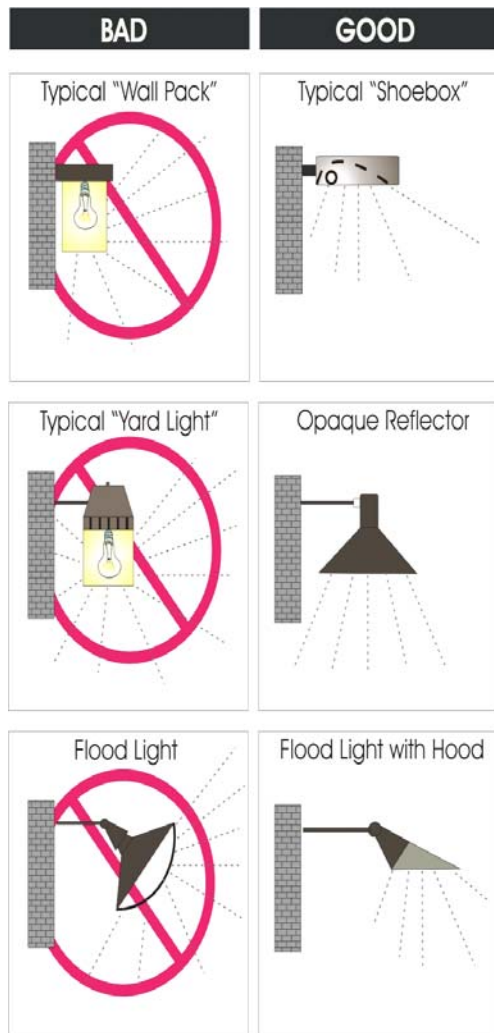 BAD
GOOD
Typical "Wall Pack"
Typical "Shoebox"
Typical "Yard Light"
Opaque Reflector
Flood Light
Flood Light with Hood